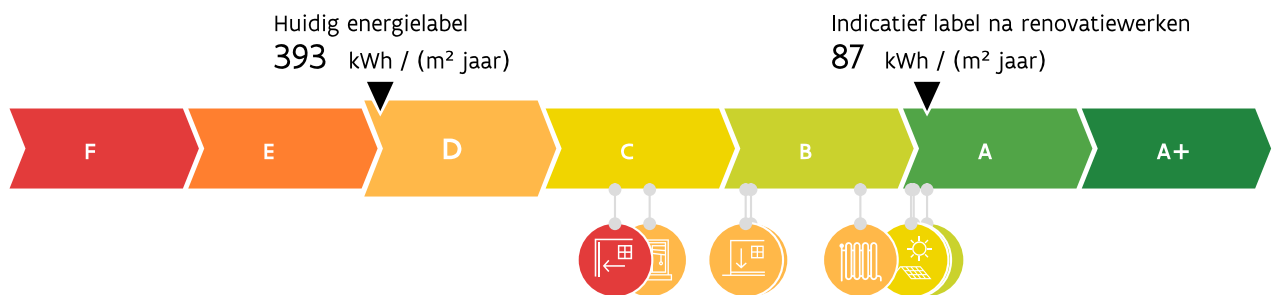 Huidig energielabel
393 kWh / (m² jaar)
Indicatief label na renovatiewerken
87 kWh / (m² jaar)
F E D C B A A+